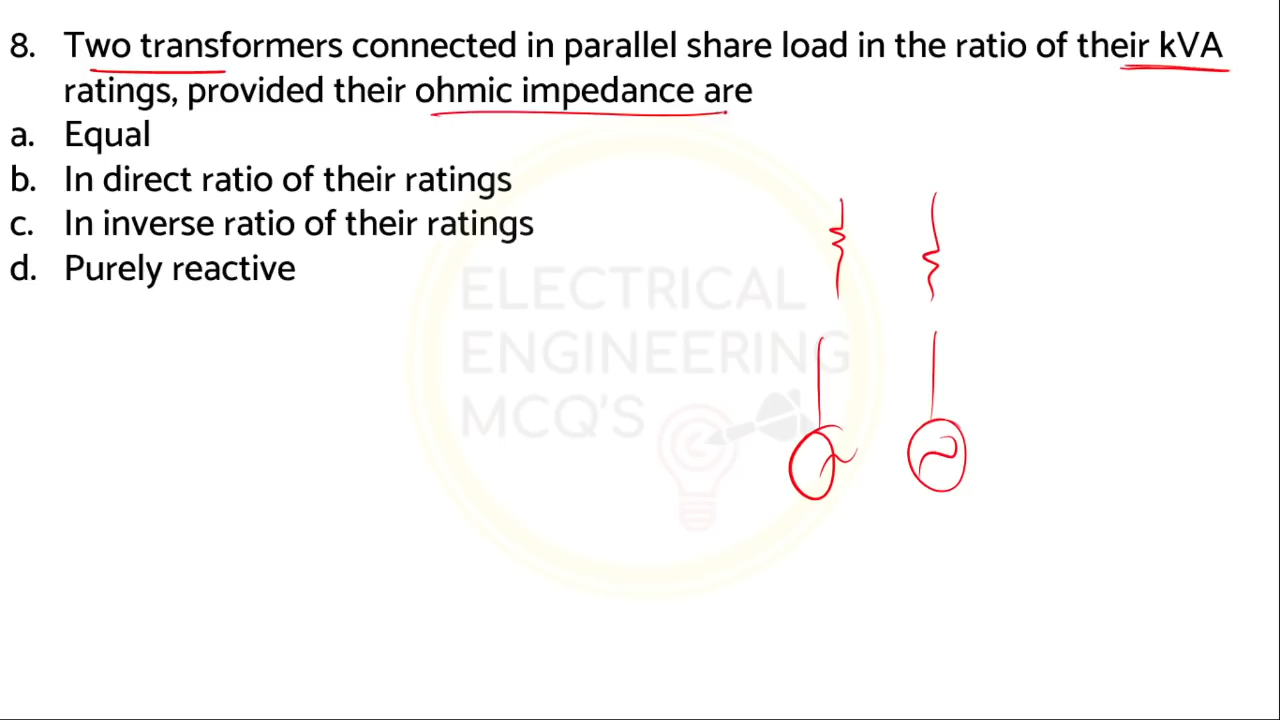 8. Two transformers connected in parallel share load in the ratio of their kVA
ratings, provided their ohmic impedance are
a. Equal
b. In direct ratio of their ratings
c. In inverse ratio of their ratings
d. Purely reactive
ELECTRICAL
ENGINEERING
MCQ'S